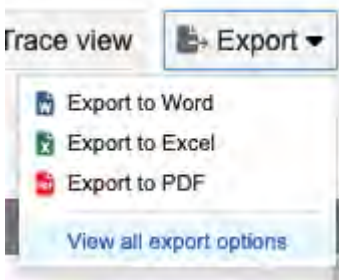 Trace view
Export
Export to Word
Export to Excel
Export to PDF
View all export options